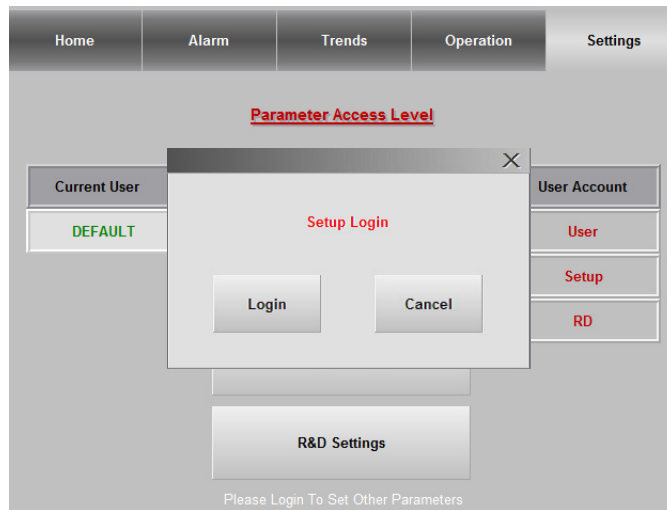 Home Alarm Trends Operation Settings
Parameter Access Level
X
Current User User Account
Setup Login
DEFAULT User
Setup
Login Cancel
RD
R&D Settings
Please Login To Set Other Parameters